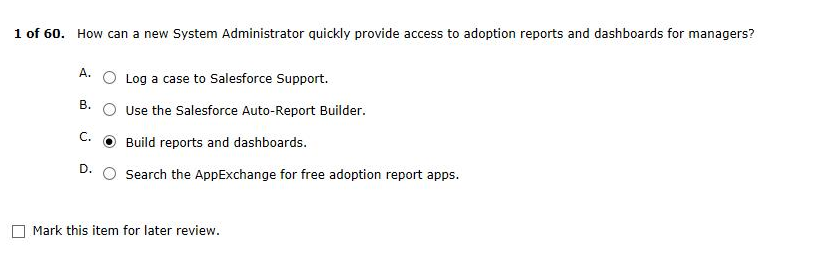 1 of 60. How can a new System Administrator quickly provide access to adoption reports and dashboards for managers?
A. Log a case to Salesforce Support.
B. Use the Salesforce Auto-Report Builder.
C. Build reports and dashboards.
D. Search the AppExchange for free adoption report apps.
Mark this item for later review.